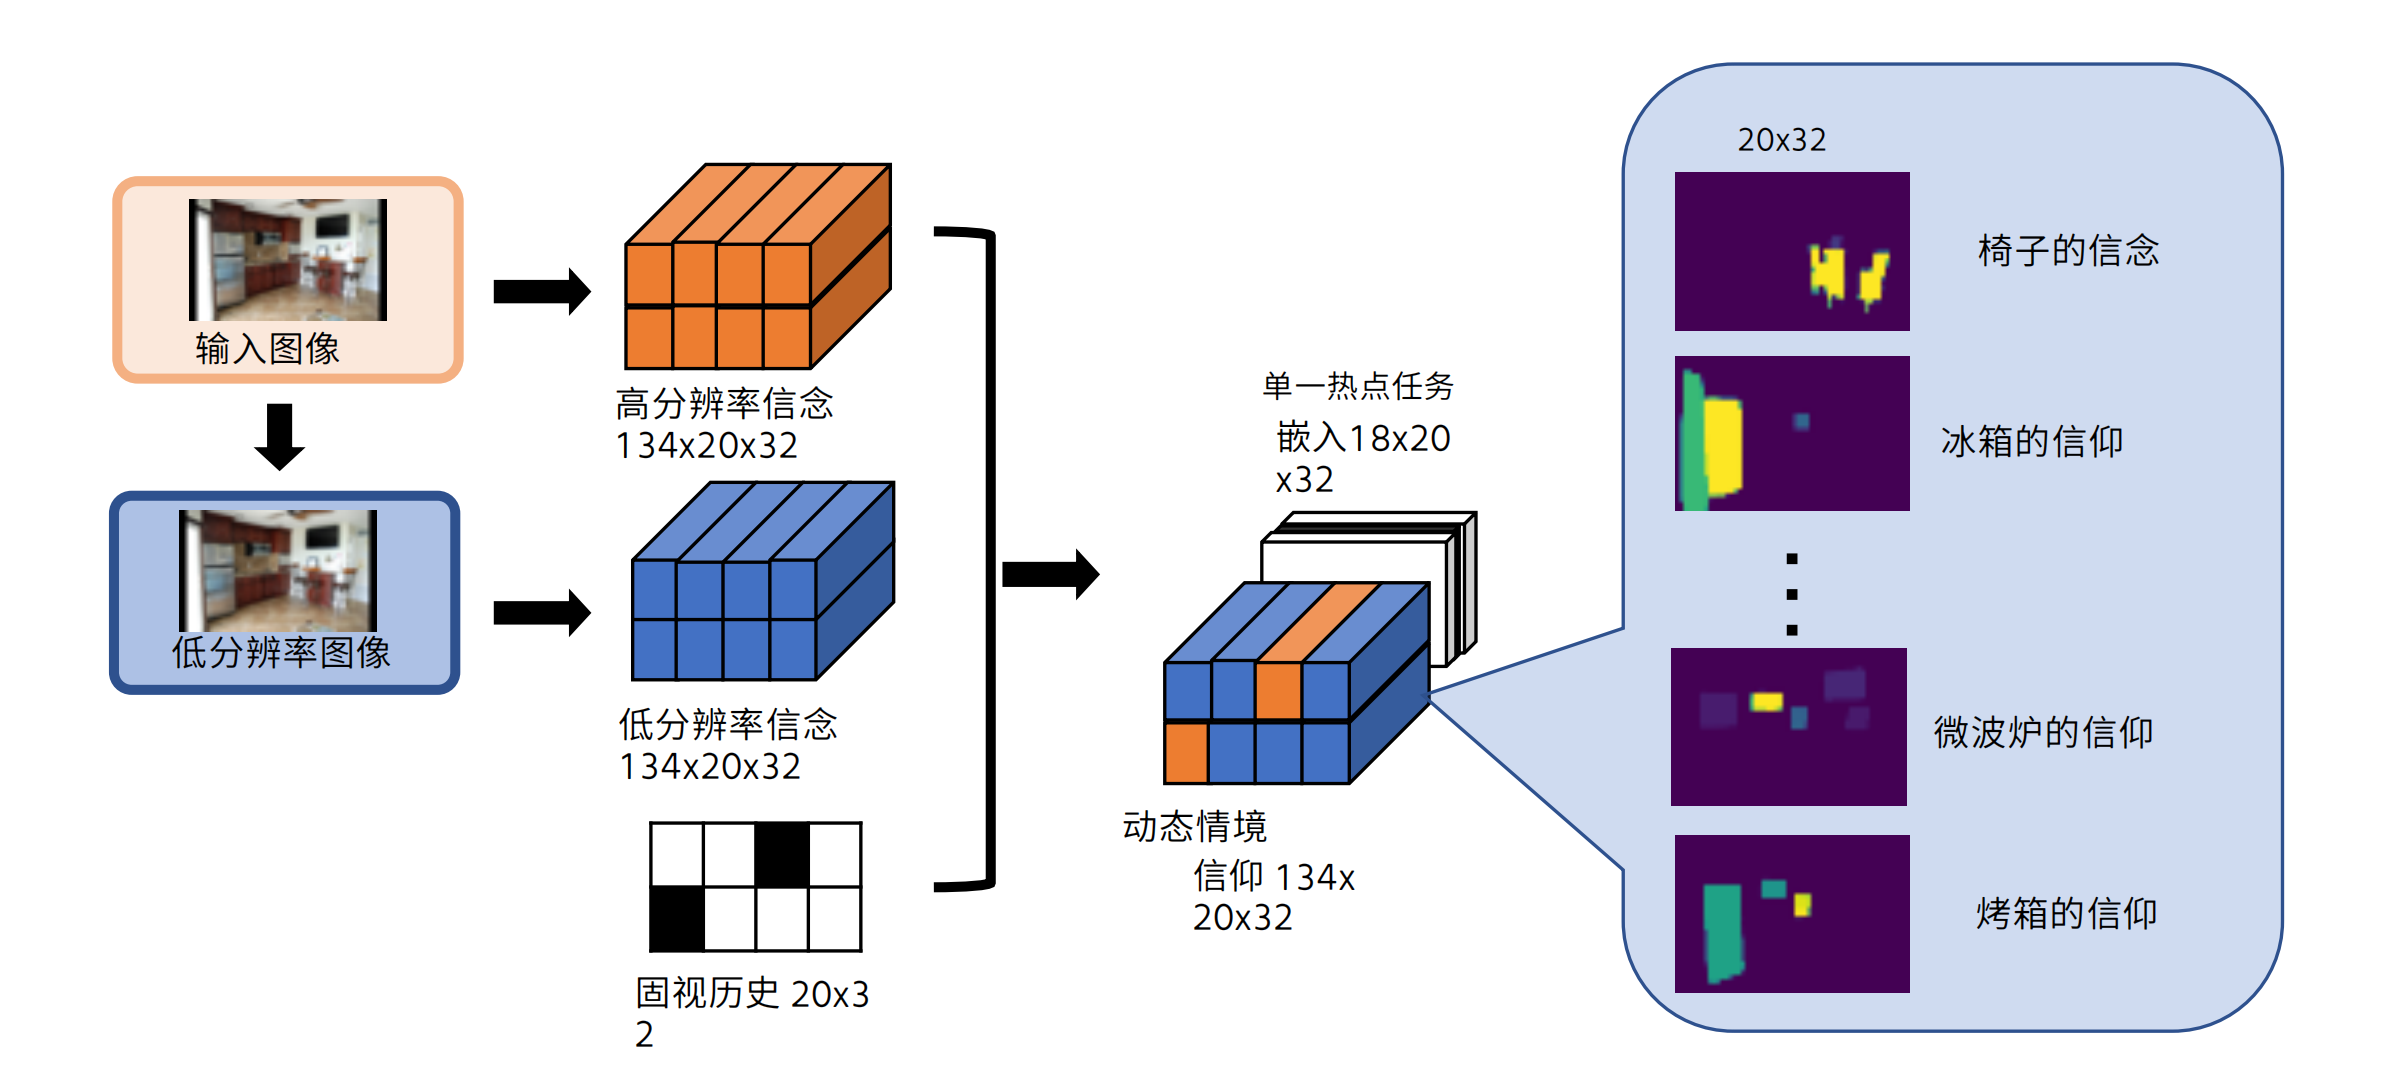 输入图像
低分辨率图像
高分辨率信念
134x20x32
低分辨率信念
134x20x32
固视历史 20x3
2
单一热点任务
嵌入18x20
x32
动态情境
信仰 134x
20x32
20x32
椅子的信念
冰箱的信仰
微波炉的信仰
烤箱的信仰